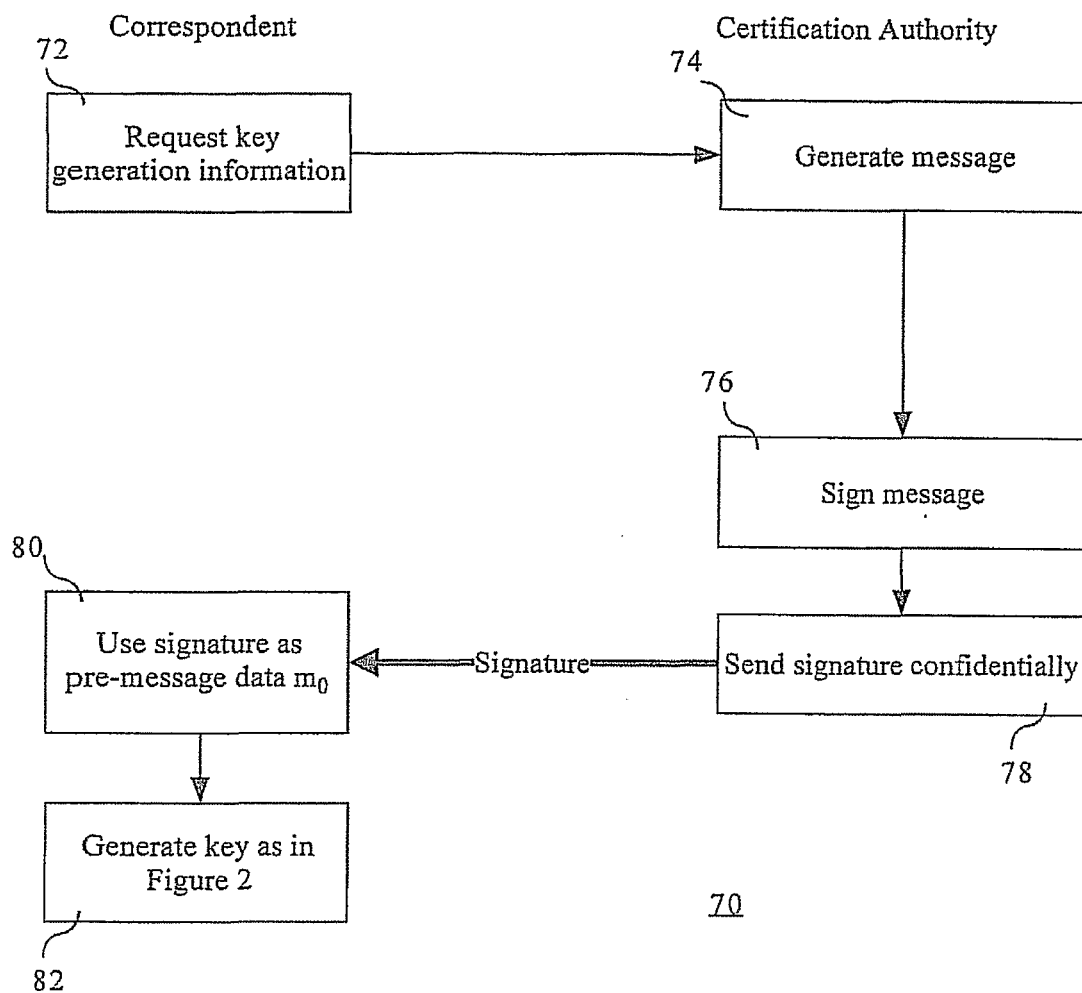 Correspondent
Certification Authority
72
74
Request key
generation information
Generate message
76
Sign message
80
Use signature as
pre-message data m₀
Signature
Send signature confidentially
78
Generate key as in
Figure 2
70
82